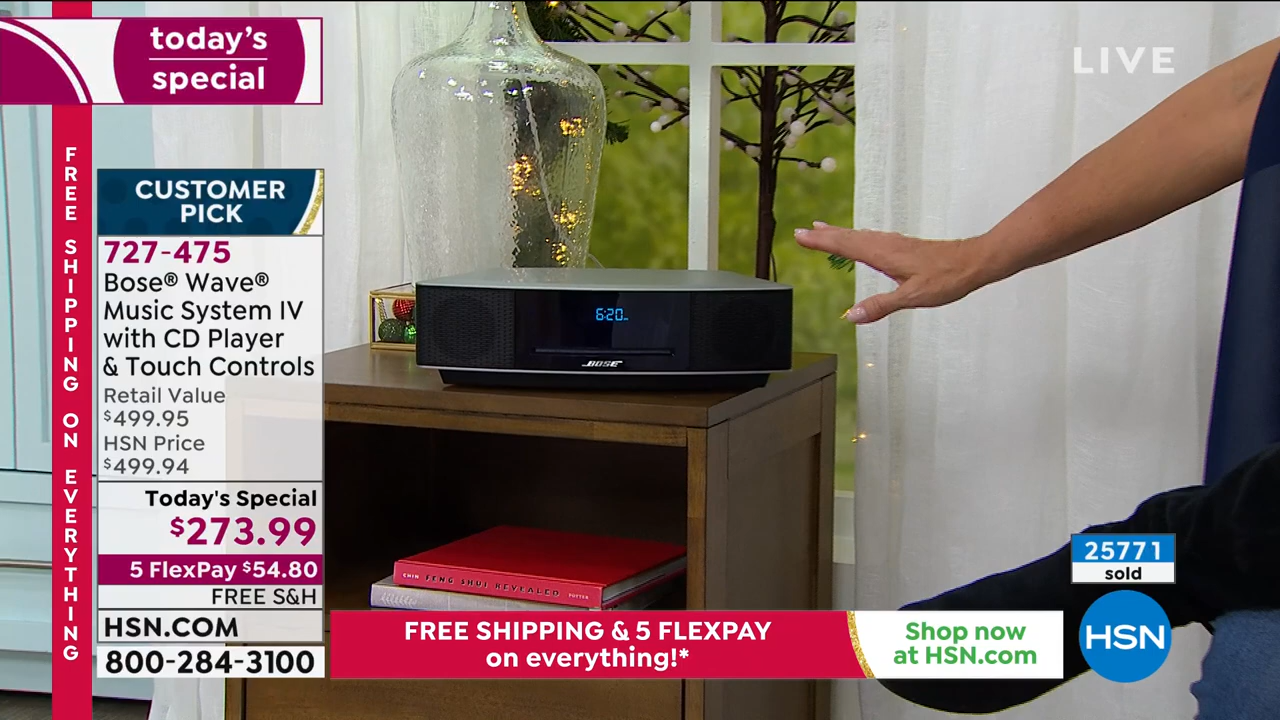 today's
special
LIVE
FREE SHIPPING ON EVERYTHING
CUSTOMER
PICK
727-475
Bose® Wave®
Music System IV
with CD Player
& Touch Controls
Retail Value
$499.95
HSN Price
$499.94
Today's Special
$273.99
5 FlexPay $54.80
FREE S&H
HSN.COM
800-284-3100
6:20
BOSE
CHIN FENG SHUI REVEALED POTTER
25771
sold
FREE SHIPPING & 5 FLEXPAY
on everything!*
Shop now
at HSN.com
HSN